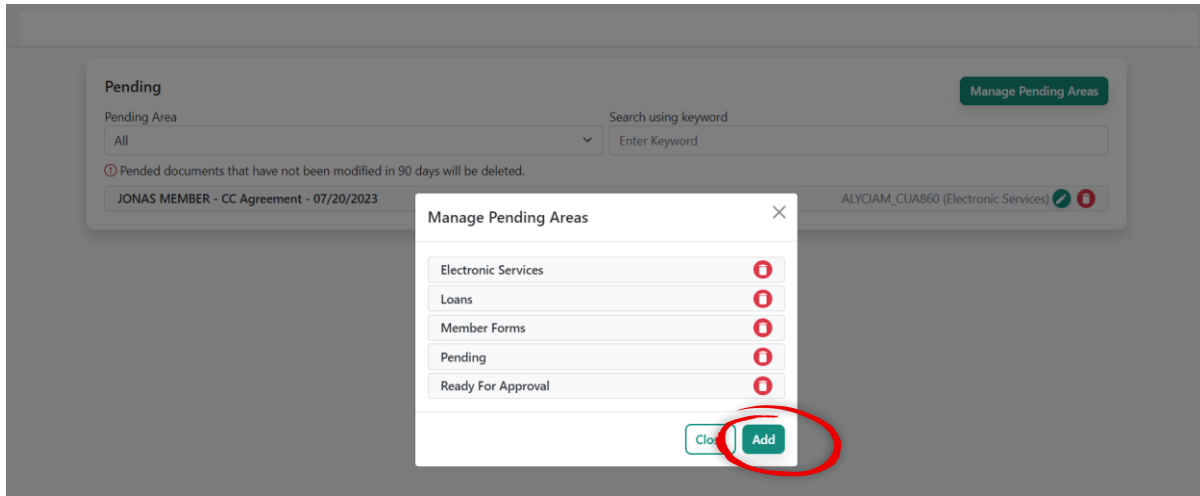 Pending
Manage Pending Areas
Pending Area
Search using keyword
All
Enter Keyword
Pended documents that have not been modified in 90 days will be deleted.
JONAS MEMBER - CC Agreement - 07/20/2023
ALYCIAM_CUA860 (Electronic Services)
Manage Pending Areas
Electronic Services
Loans
Member Forms
Pending
Ready For Approval
Close
Add